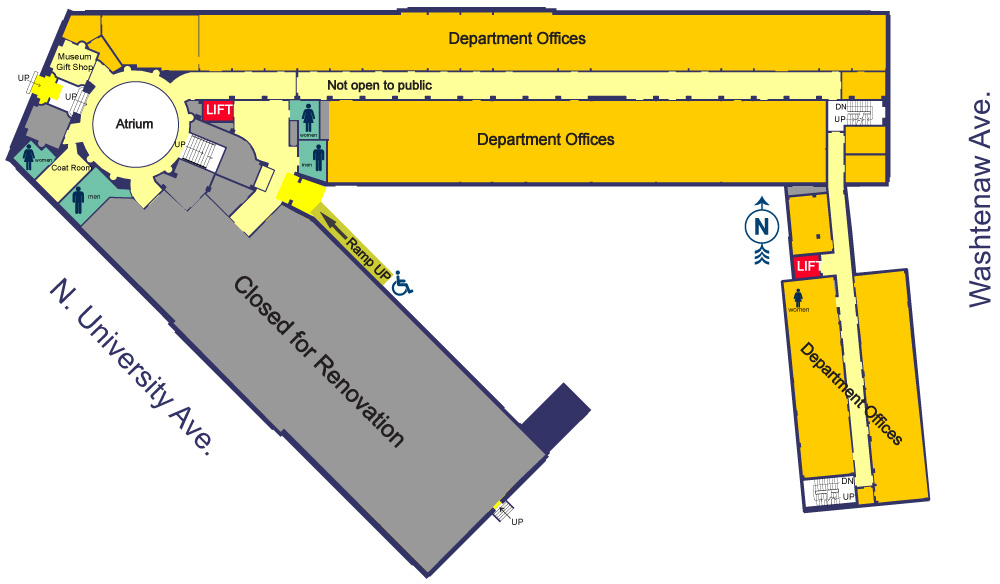 Department Offices
Museum
Gift Shop
Not open to public
UP
UP
LIFT
Atrium
women
DN
UP
UP
Department Offices
women
Coat Room
men
men
Washtenaw Ave.
N
Ramp UP
LIFT
women
N. University Ave.
Closed for Renovation
Department Offices
DN
UP
UP